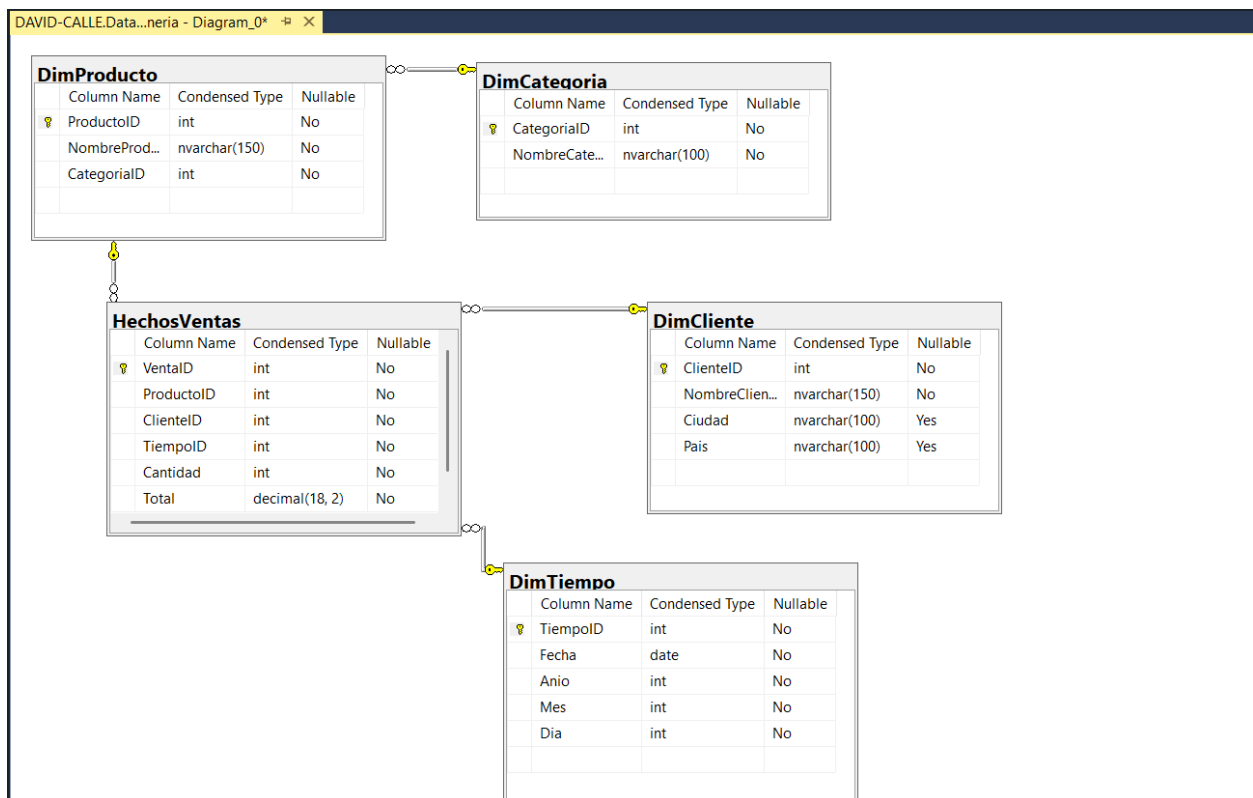 DAVID-CALLE.Data...neria - Diagram_0*
DimProducto
Column Name Condensed Type Nullable
ProductoID int No
NombreProd... nvarchar(150) No
CategoriaID int No
DimCategoria
Column Name Condensed Type Nullable
CategoriaID int No
NombreCate... nvarchar(100) No
HechosVentas
Column Name Condensed Type Nullable
VentaID int No
ProductoID int No
ClienteID int No
TiempoID int No
Cantidad int No
Total decimal(18, 2) No
DimCliente
Column Name Condensed Type Nullable
ClienteID int No
NombreClien... nvarchar(150) No
Ciudad nvarchar(100) Yes
Pais nvarchar(100) Yes
DimTiempo
Column Name Condensed Type Nullable
TiempoID int No
Fecha date No
Anio int No
Mes int No
Dia int No